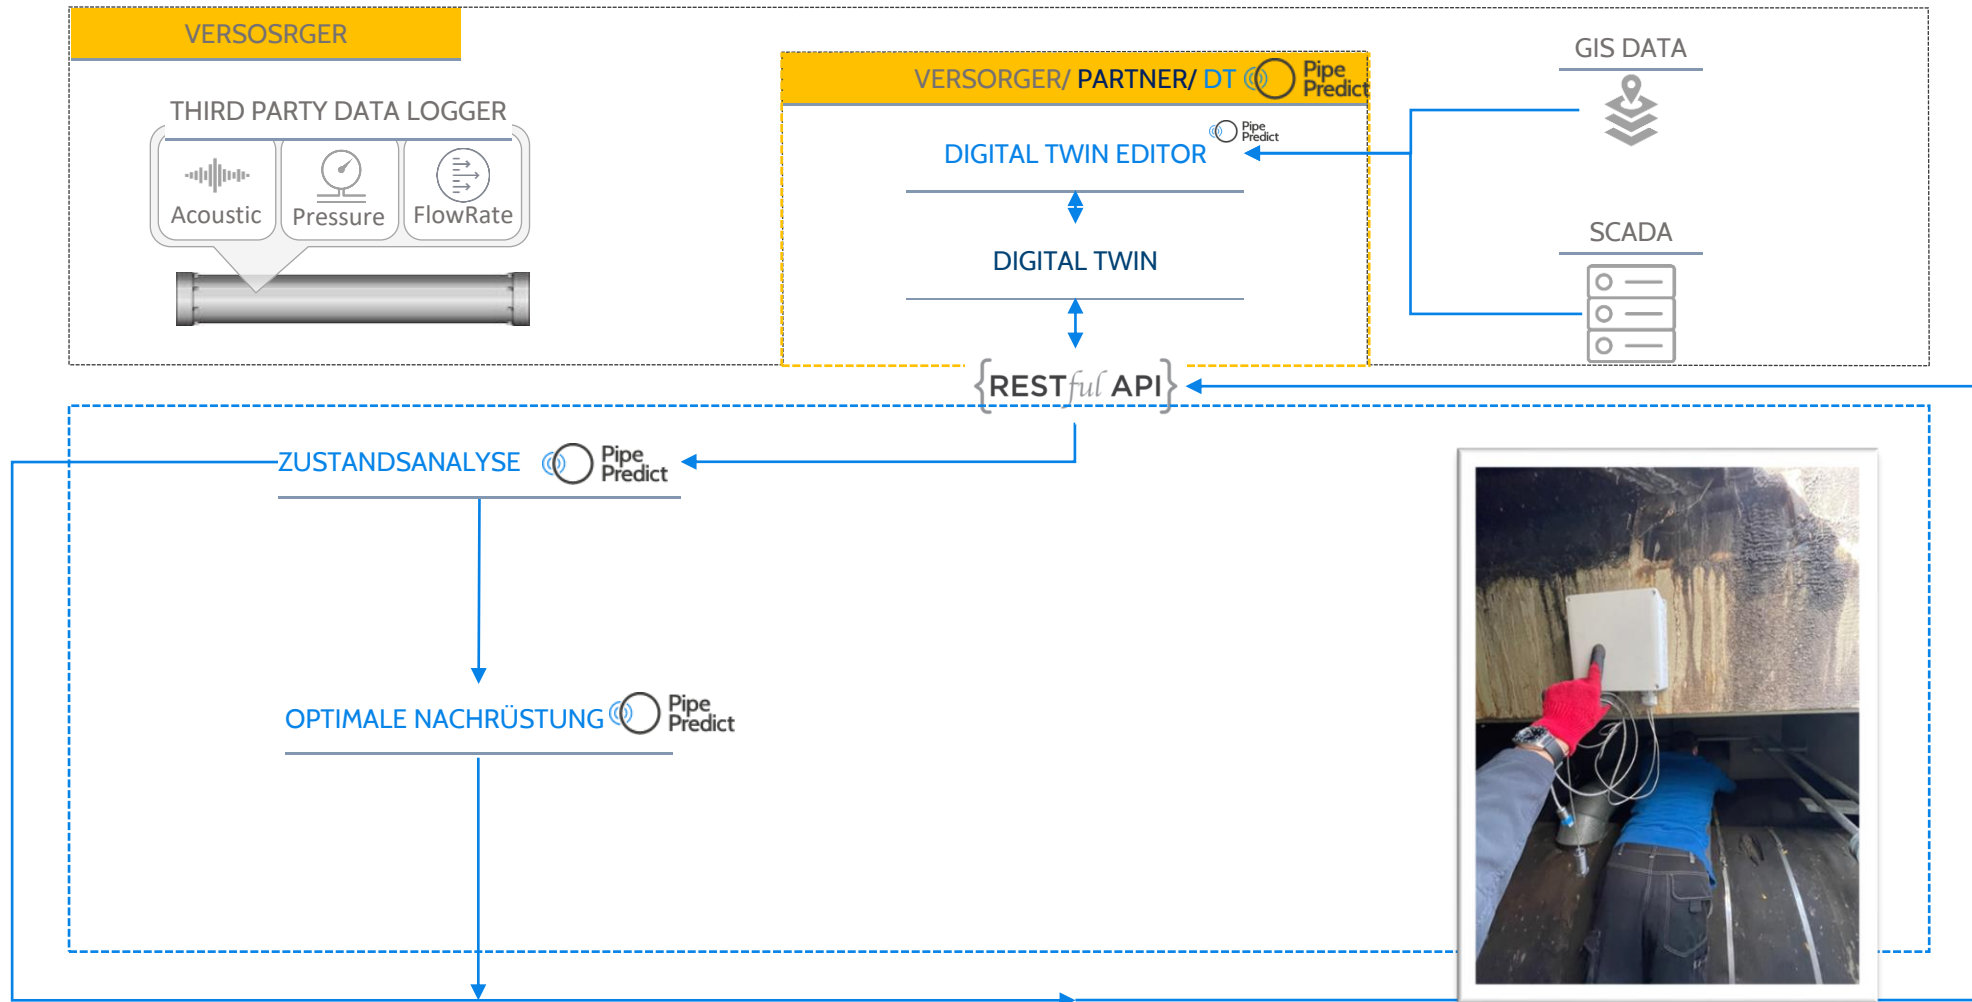 VERSOSRGER
THIRD PARTY DATA LOGGER
Acoustic
Pressure
FlowRate
VERSORGER/ PARTNER/ DT
Pipe
Predict
Pipe
Predict
DIGITAL TWIN EDITOR
DIGITAL TWIN
GIS DATA
SCADA
{RESTful API}
ZUSTANDSANALYSE
Pipe
Predict
OPTIMALE NACHRÜSTUNG
Pipe
Predict